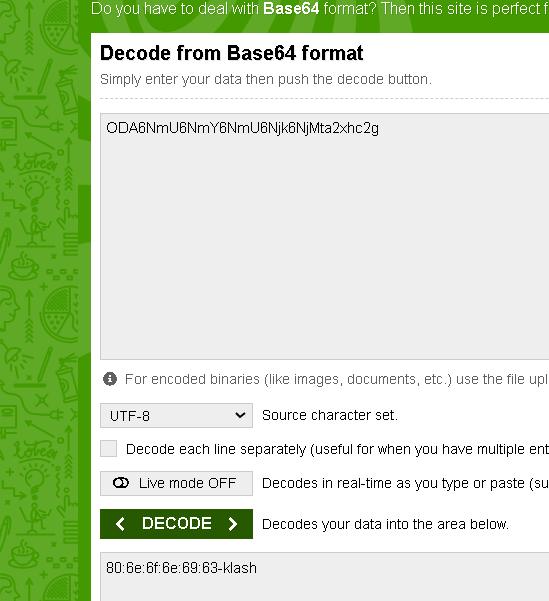 Do you have to deal with Base64 format? Then this site is perfect f
Decode from Base64 format
Simply enter your data then push the decode button.
ODA6NmU6NmY6NmU6Njk6NjMta2xhc2g
For encoded binaries (like images, documents, etc.) use the file upl
UTF-8 Source character set.
Decode each line separately (useful for when you have multiple ent
Live mode OFF Decodes in real-time as you type or paste (su
< DECODE > Decodes your data into the area below.
80:6e:6f:6e:69:63-klash